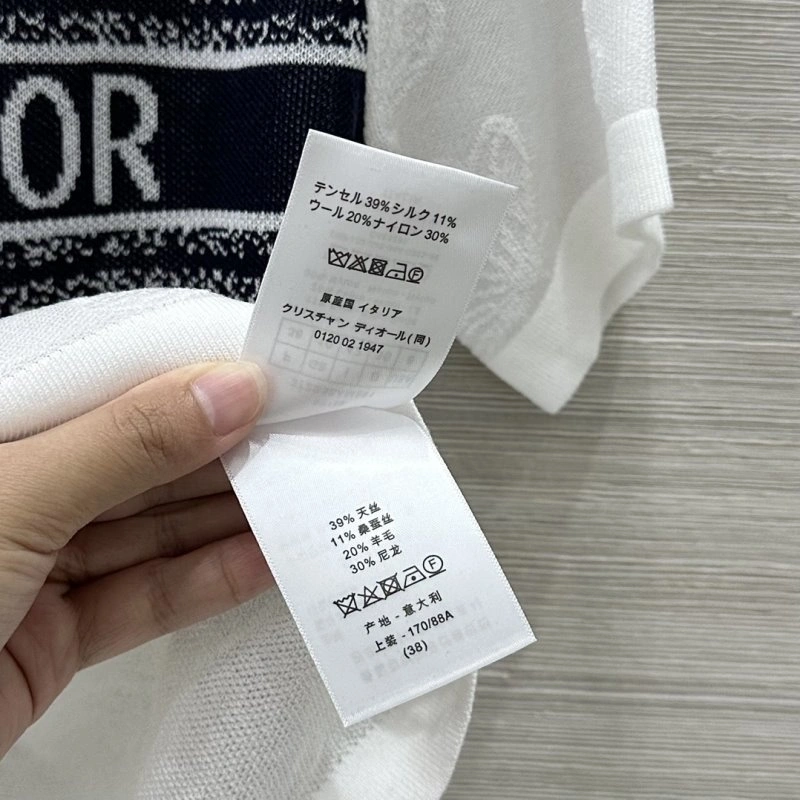 OR
テンセル 39%シルク 11%
ウール 20%ナイロン 30%
F
原産国 イタリア
クリスチャン ディオール(同)
0120 02 1947
39% 天丝
11% 桑蚕丝
20% 羊毛
30% 尼龙
F
产地 - 意大利
上装 - 170/88A
(38)